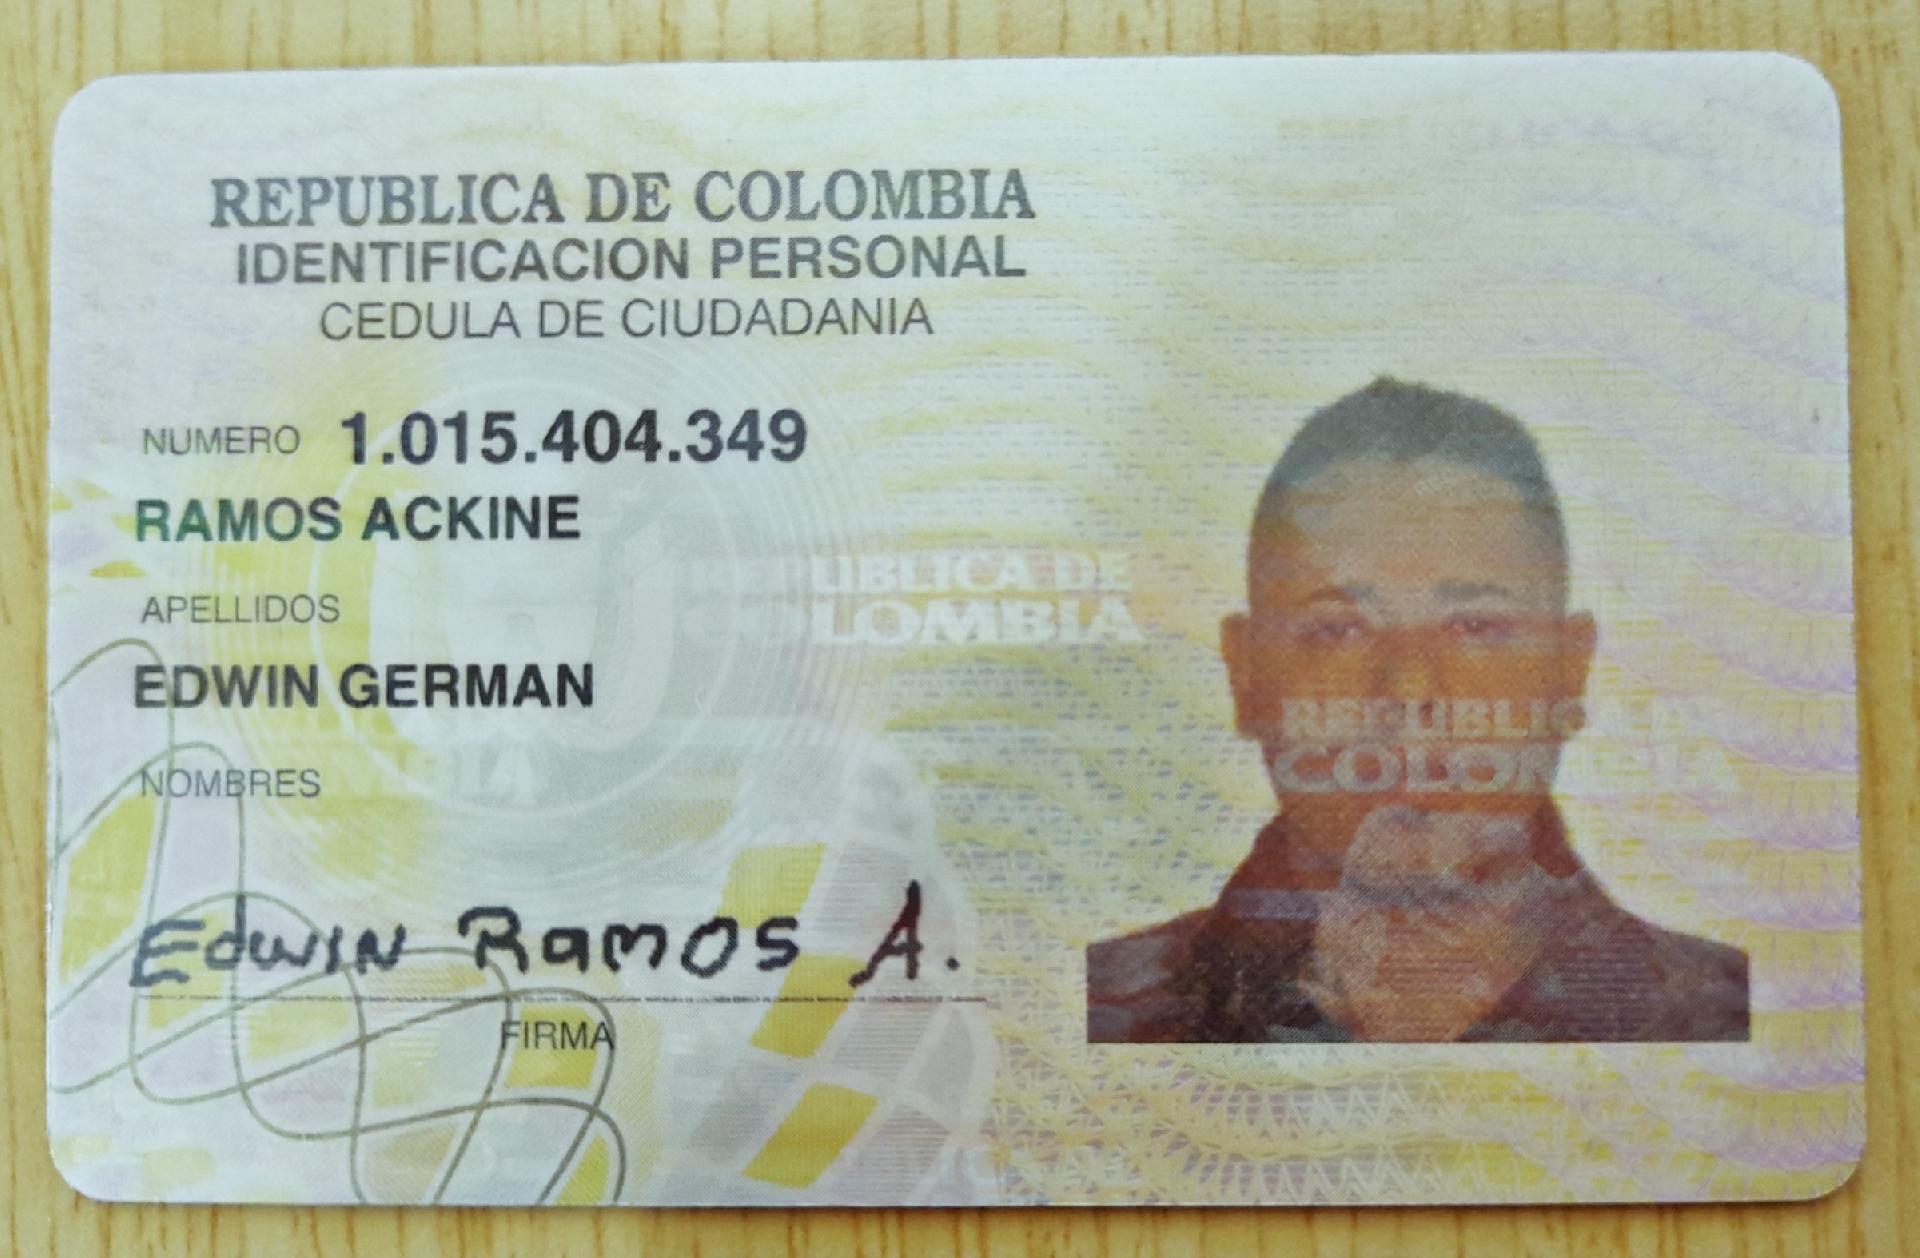 REPUBLICA DE COLOMBIA
IDENTIFICACION PERSONAL
CEDULA DE CIUDADANIA
NUMERO 1.015.404.349
RAMOS ACKINE
APELLIDOS
EDWIN GERMAN
NOMBRES
Edwin Ramos A.
FIRMA
REPUBLICA DE
COLOMBIA
REPUBLICA
COLOMBIA